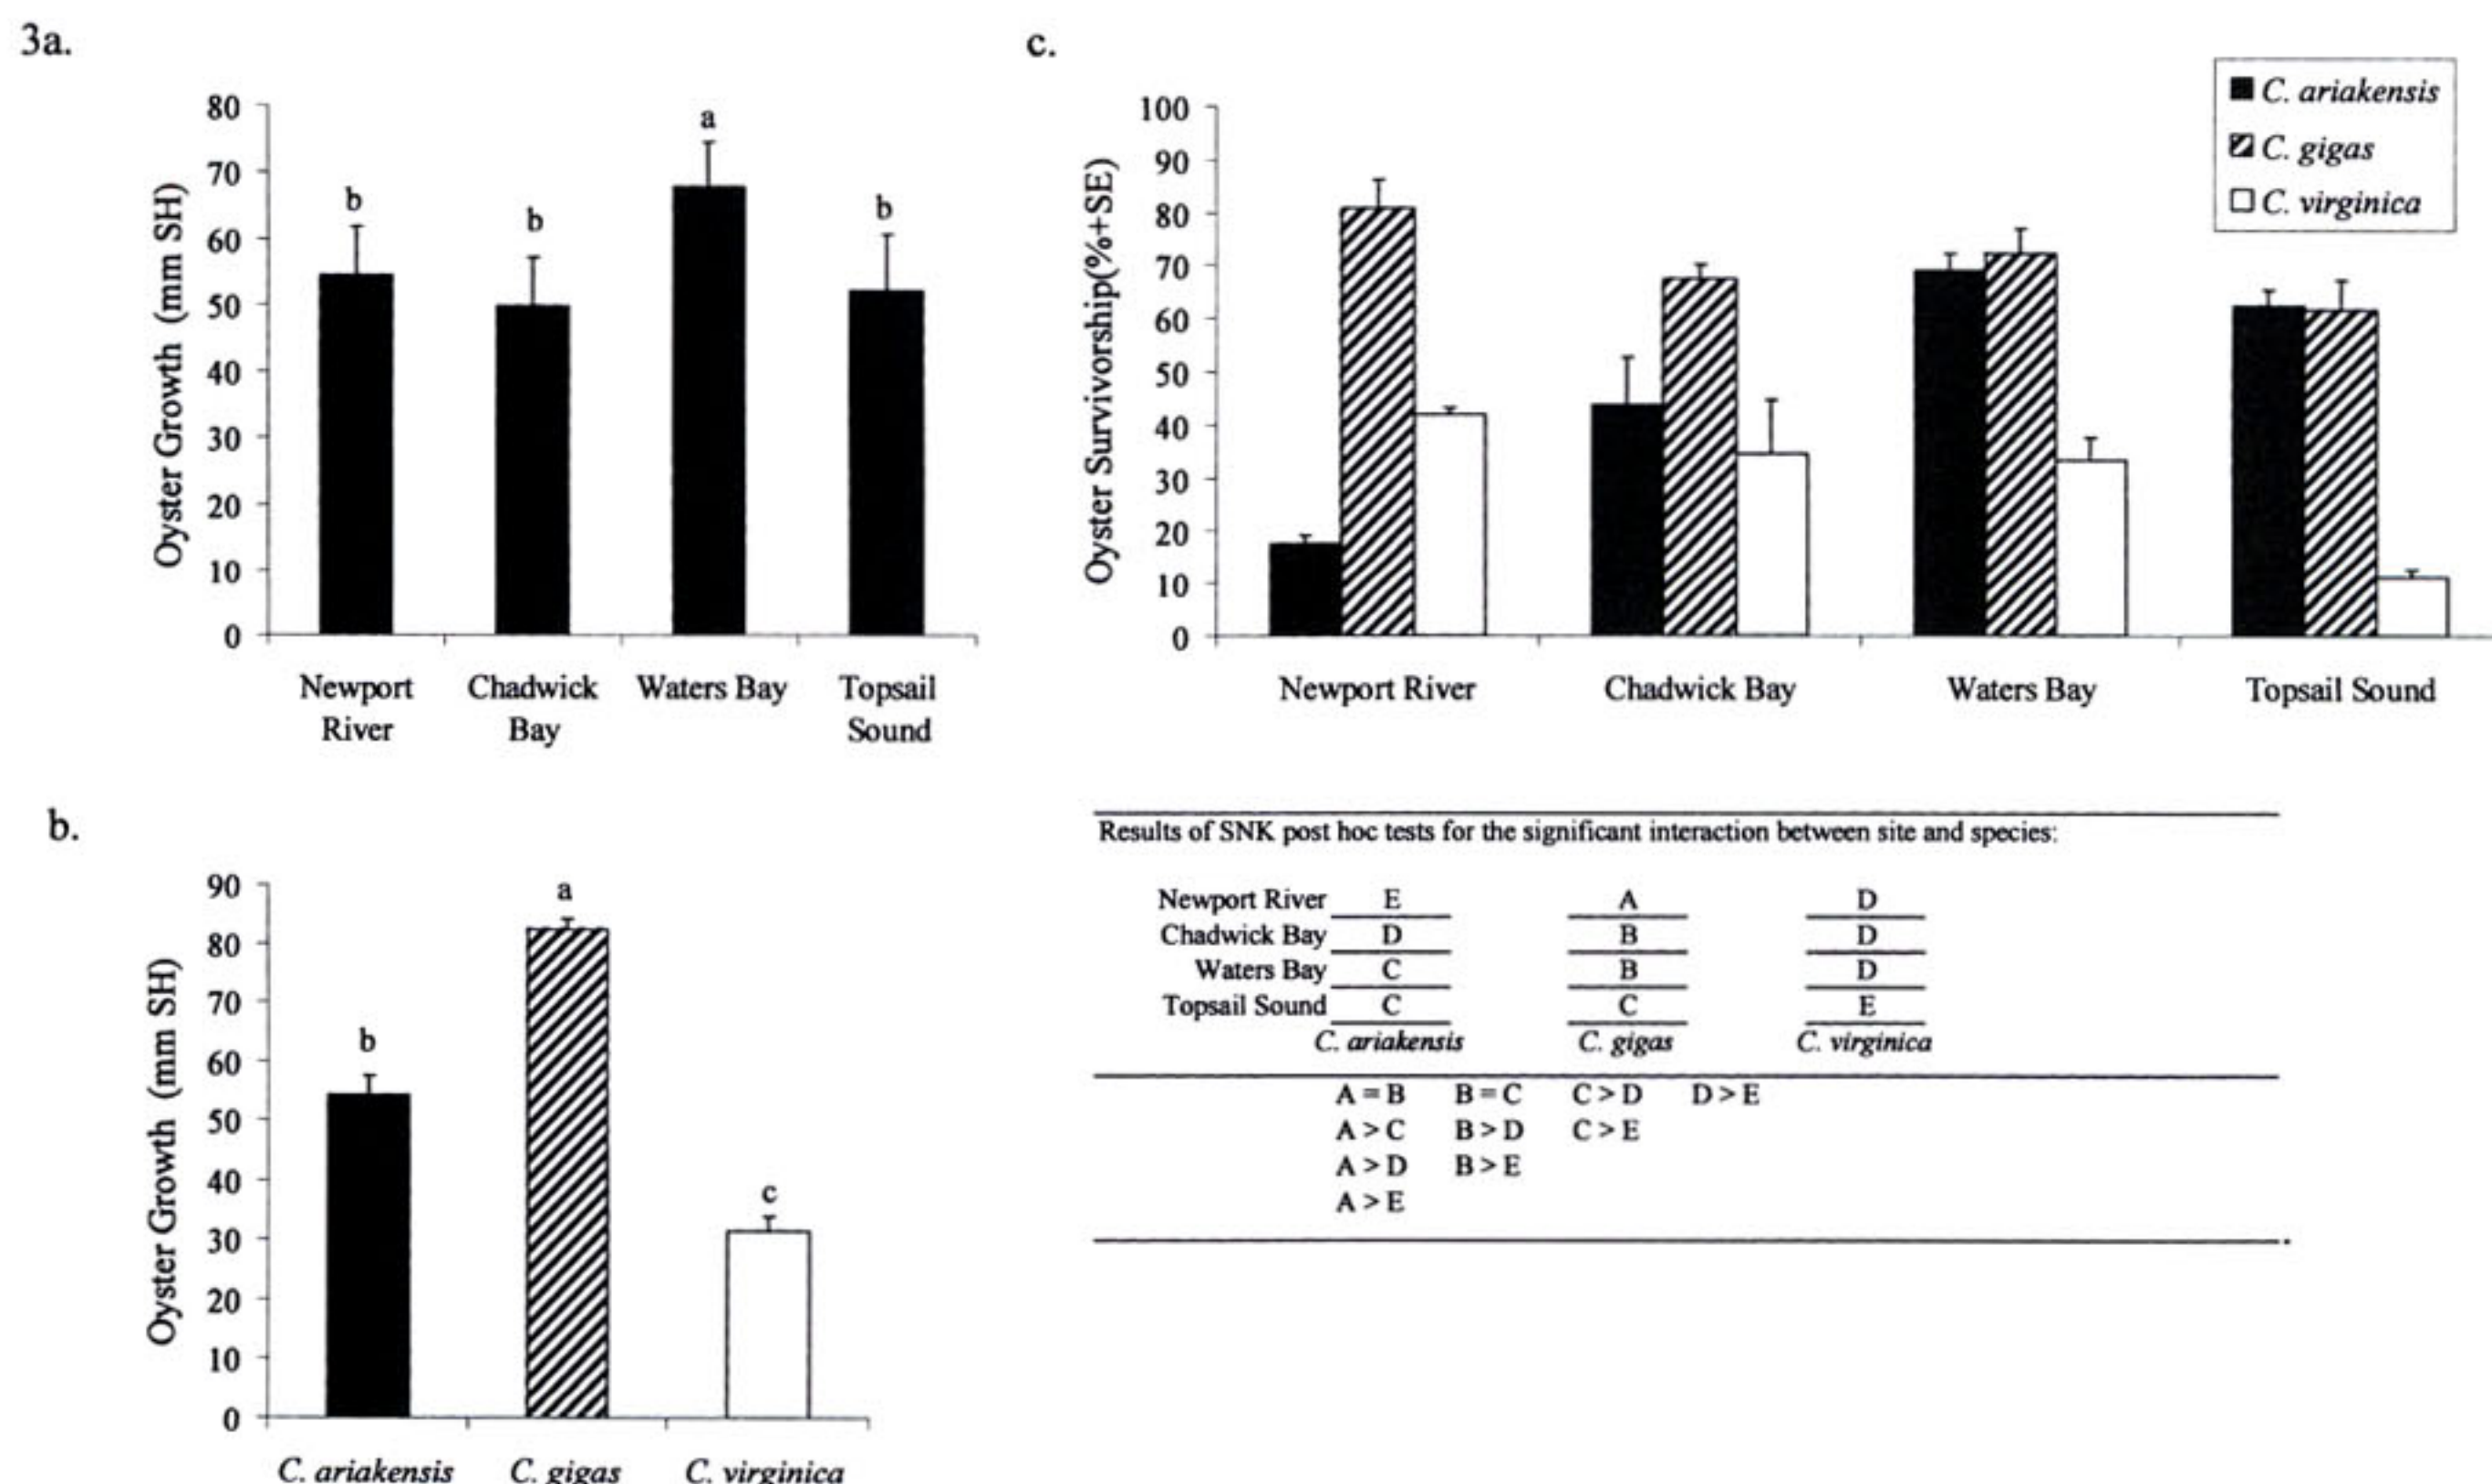 3a.
Oyster Growth (mm SH)
80
70
60
50
40
30
20
10
0
b
b
a
b
Newport River
Chadwick Bay
Waters Bay
Topsail Sound
b.
Oyster Growth (mm SH)
90
80
70
60
50
40
30
20
10
0
b
a
c
C. ariakensis
C. gigas
C. virginica
c.
Oyster Survivorship(%+SE)
100
90
80
70
60
50
40
30
20
10
0
C. ariakensis
C. gigas
C. virginica
Newport River
Chadwick Bay
Waters Bay
Topsail Sound
Results of SNK post hoc tests for the significant interaction between site and species:
Newport River E A D
Chadwick Bay D B D
Waters Bay C B D
Topsail Sound C C E
C. ariakensis C. gigas C. virginica
A = B B = C C > D D > E
A > C B > D C > E
A > D B > E
A > E